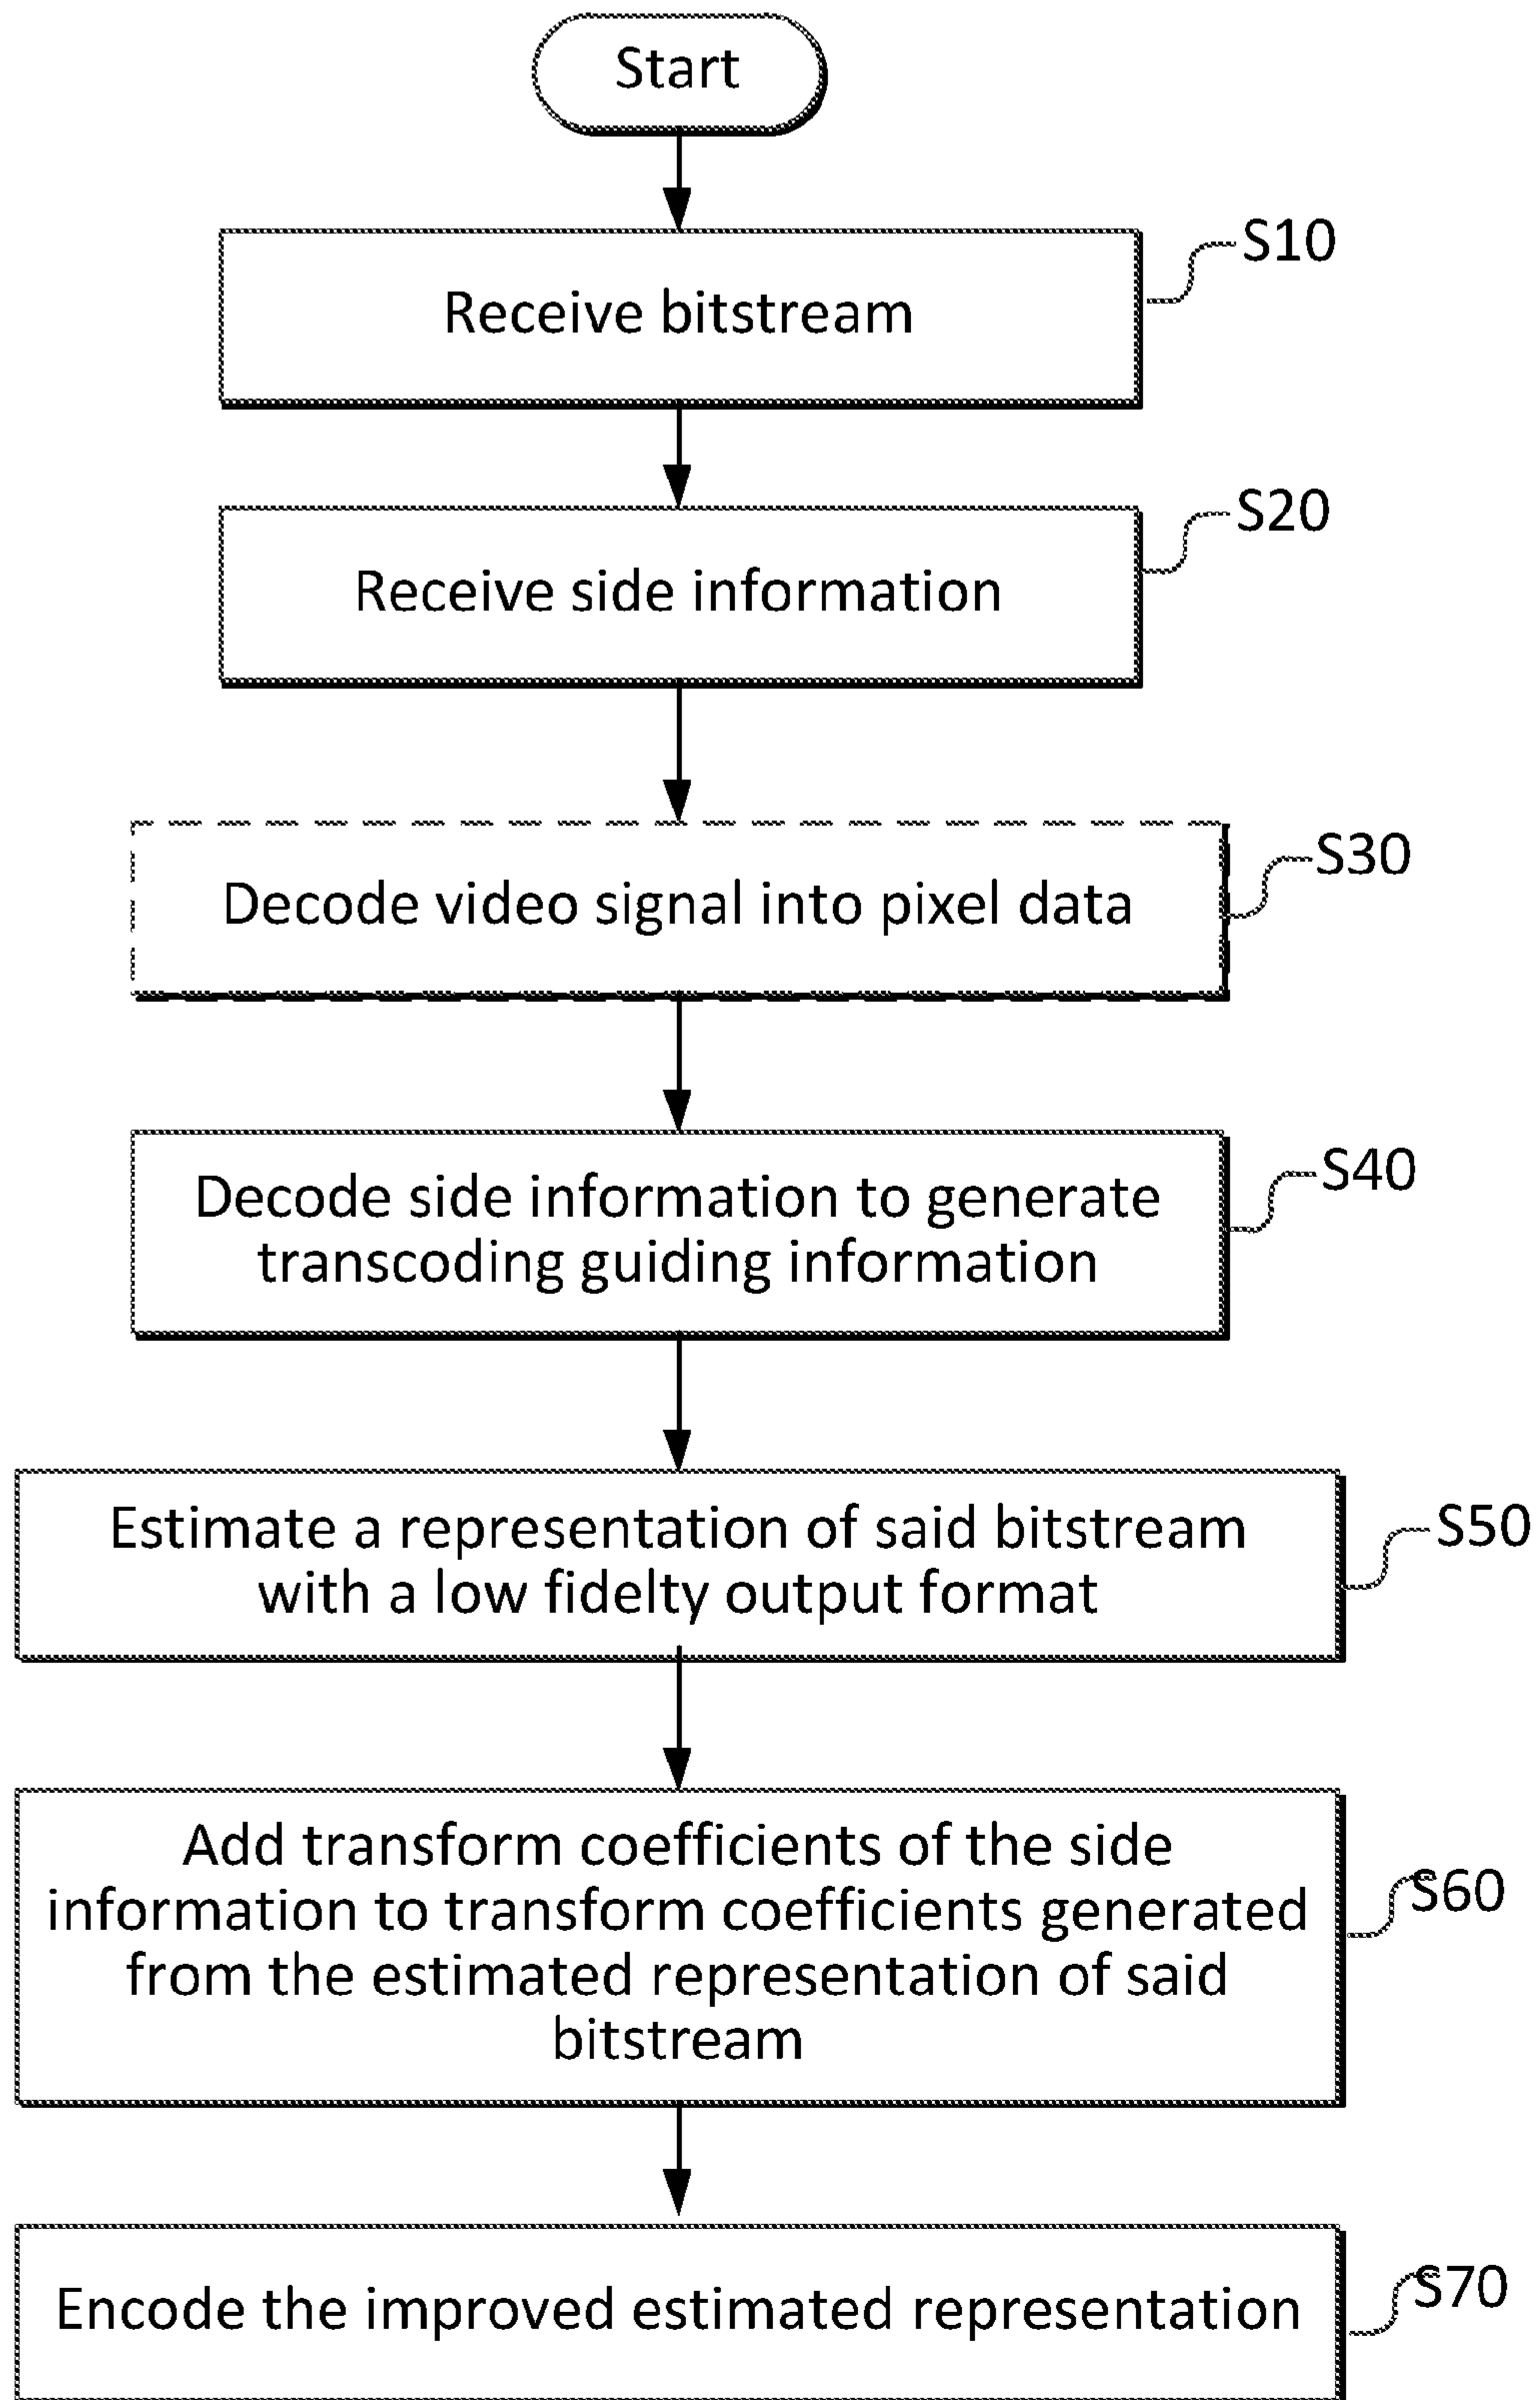 Start
Receive bitstream
S10
Receive side information
S20
Decode video signal into pixel data
S30
Decode side information to generate
transcoding guiding information
S40
Estimate a representation of said bitstream
with a low fidelty output format
S50
Add transform coefficients of the side
information to transform coefficients generated
from the estimated representation of said
bitstream
S60
Encode the improved estimated representation
S70